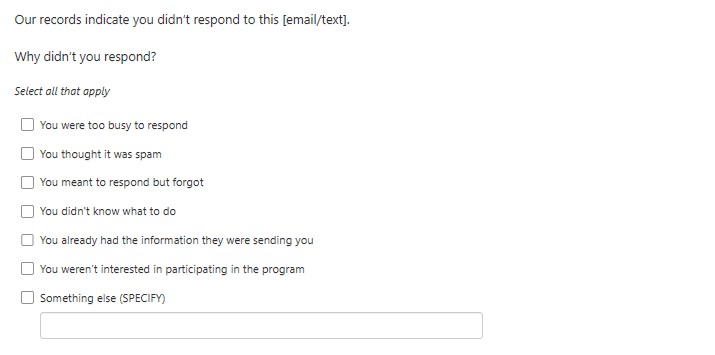 Our records indicate you didn't respond to this [email/text].
Why didn't you respond?
Select all that apply
You were too busy to respond
You thought it was spam
You meant to respond but forgot
You didn't know what to do
You already had the information they were sending you
You weren't interested in participating in the program
Something else (SPECIFY)